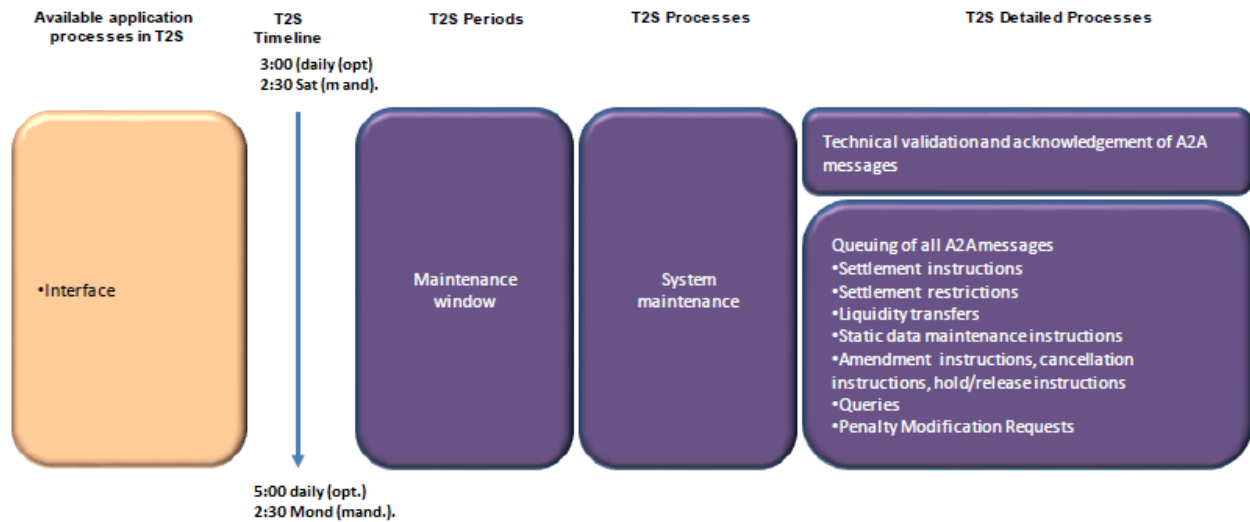 Available application
processes in T2S
T2S
Timeline
T2S Periods
T2S Processes
T2S Detailed Processes
3:00 (daily (opt)
2:30 Sat (m and).
•Interface
Maintenance
window
System
maintenance
Technical validation and acknowledgement of A2A
messages
Queuing of all A2A messages
•Settlement instructions
•Settlement restrictions
•Liquidity transfers
•Static data maintenance instructions
•Amendment instructions, cancellation
instructions, hold/release instructions
•Queries
•Penalty Modification Requests
5:00 daily (opt.)
2:30 Mond (mand.).